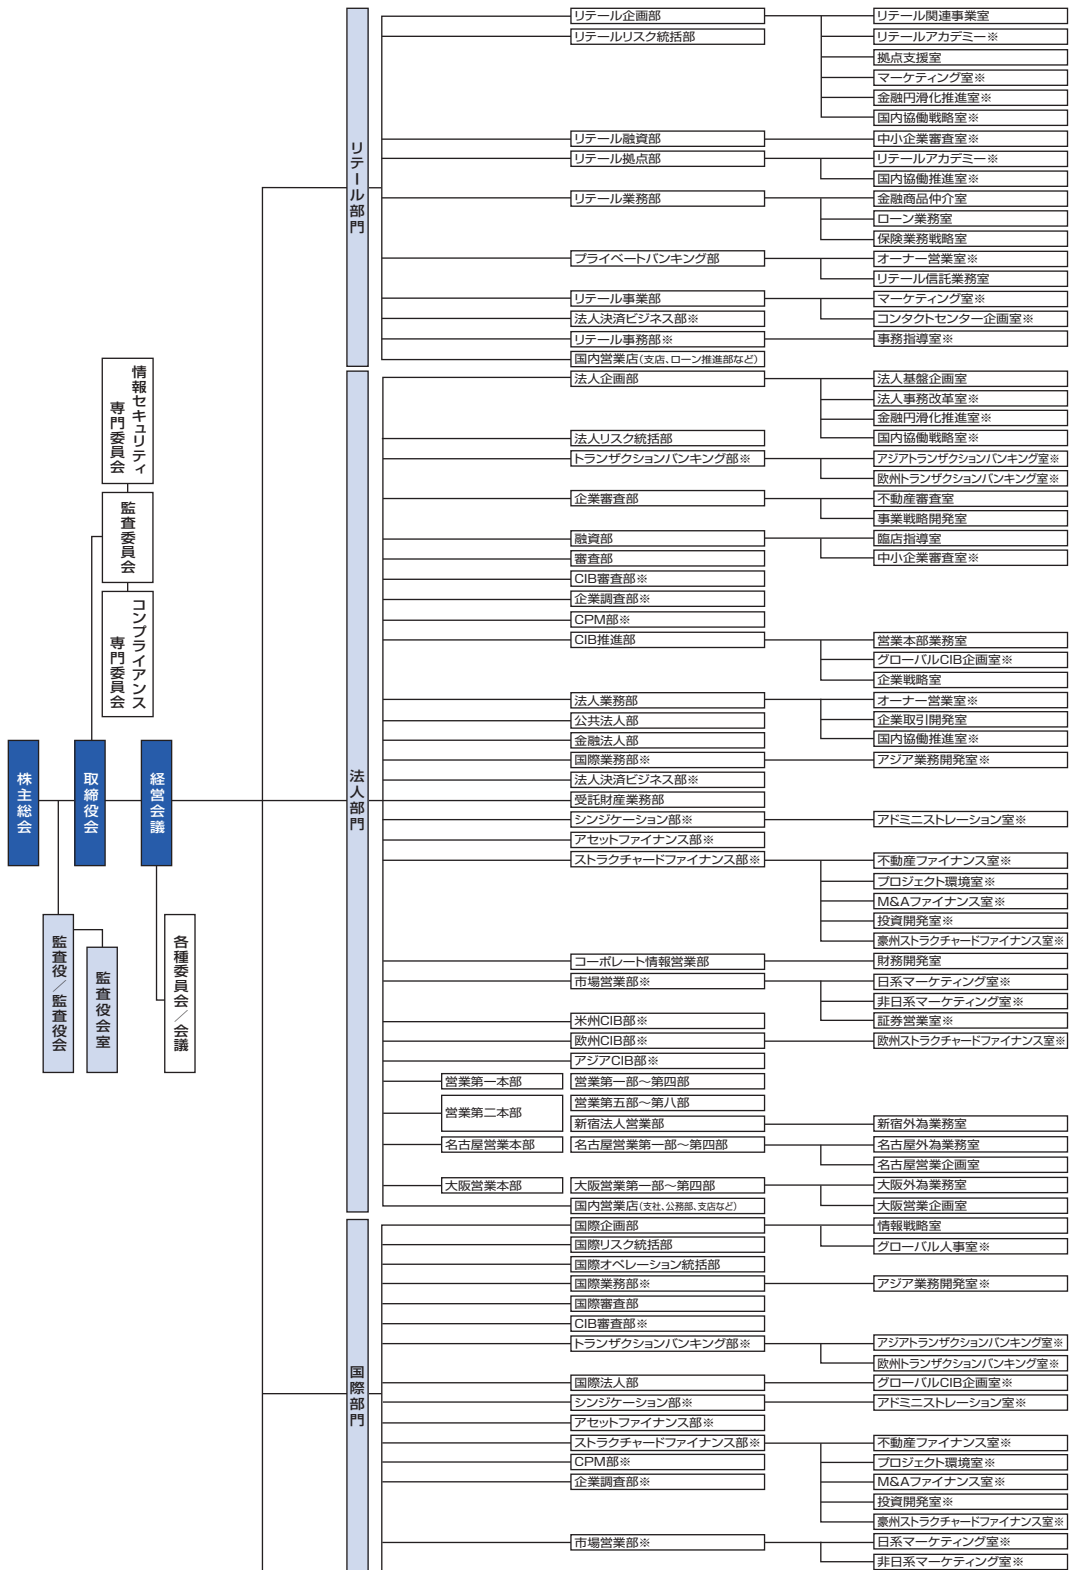 株主総会
取締役会
経営会議
監査役／監査役会
監査役会室
各種委員会／会議
情報セキュリティ
専門委員会
監査委員会
コンプライアンス
専門委員会
リテール部門
リテール企画部
リテール関連事業室
リテールリスク統括部
リテールアカデミー※
拠点支援室
マーケティング室※
金融円滑化推進室※
国内協働戦略室※
リテール融資部
中小企業審査室※
リテール拠点部
リテールアカデミー※
国内協働推進室※
リテール業務部
金融商品仲介室
ローン業務室
保険業務戦略室
プライベートバンキング部
オーナー営業室※
リテール信託業務室
リテール事業部
マーケティング室※
法人決済ビジネス部※
コンタクトセンター企画室※
リテール事務部※
事務指導室※
国内営業店(支店、ローン推進部など)
法人部門
法人企画部
法人基盤企画室
法人事務改革室※
金融円滑化推進室※
法人リスク統括部
国内協働戦略室※
トランザクションバンキング部※
アジアトランザクションバンキング室※
欧州トランザクションバンキング室※
企業審査部
不動産審査室
事業戦略開発室
融資部
臨店指導室
審査部
中小企業審査室※
CIB審査部※
企業調査部※
CPM部※
CIB推進部
営業本部業務室
グローバルCIB企画室※
企業戦略室
法人業務部
オーナー営業室※
公共法人部
企業取引開発室
金融法人部
国内協働推進室※
国際業務部※
アジア業務開発室※
法人決済ビジネス部※
受託財産業務部
シンジケーション部※
アドミニストレーション室※
アセットファイナンス部※
ストラクチャードファイナンス部※
不動産ファイナンス室※
プロジェクト環境室※
M&Aファイナンス室※
投資開発室※
豪州ストラクチャードファイナンス室※
コーポレート情報営業部
財務開発室
市場営業部※
日系マーケティング室※
非日系マーケティング室※
米州CIB部※
証券営業室※
欧州CIB部※
欧州ストラクチャードファイナンス室※
アジアCIB部※
営業第一本部
営業第一部～第四部
営業第二本部
営業第五部～第八部
新宿法人営業部
新宿外為業務室
名古屋営業本部
名古屋営業第一部～第四部
名古屋外為業務室
名古屋営業企画室
大阪営業本部
大阪営業第一部～第四部
大阪外為業務室
国内営業店(支社、公務部、支店など)
大阪営業企画室
国際部門
国際企画部
情報戦略室
国際リスク統括部
グローバル人事室※
国際オペレーション統括部
国際業務部※
アジア業務開発室※
国際審査部
CIB審査部※
トランザクションバンキング部※
アジアトランザクションバンキング室※
欧州トランザクションバンキング室※
国際法人部
グローバルCIB企画室※
シンジケーション部※
アドミニストレーション室※
アセットファイナンス部※
ストラクチャードファイナンス部※
不動産ファイナンス室※
CPM部※
プロジェクト環境室※
企業調査部※
M&Aファイナンス室※
投資開発室※
豪州ストラクチャードファイナンス室※
市場営業部※
日系マーケティング室※
非日系マーケティング室※